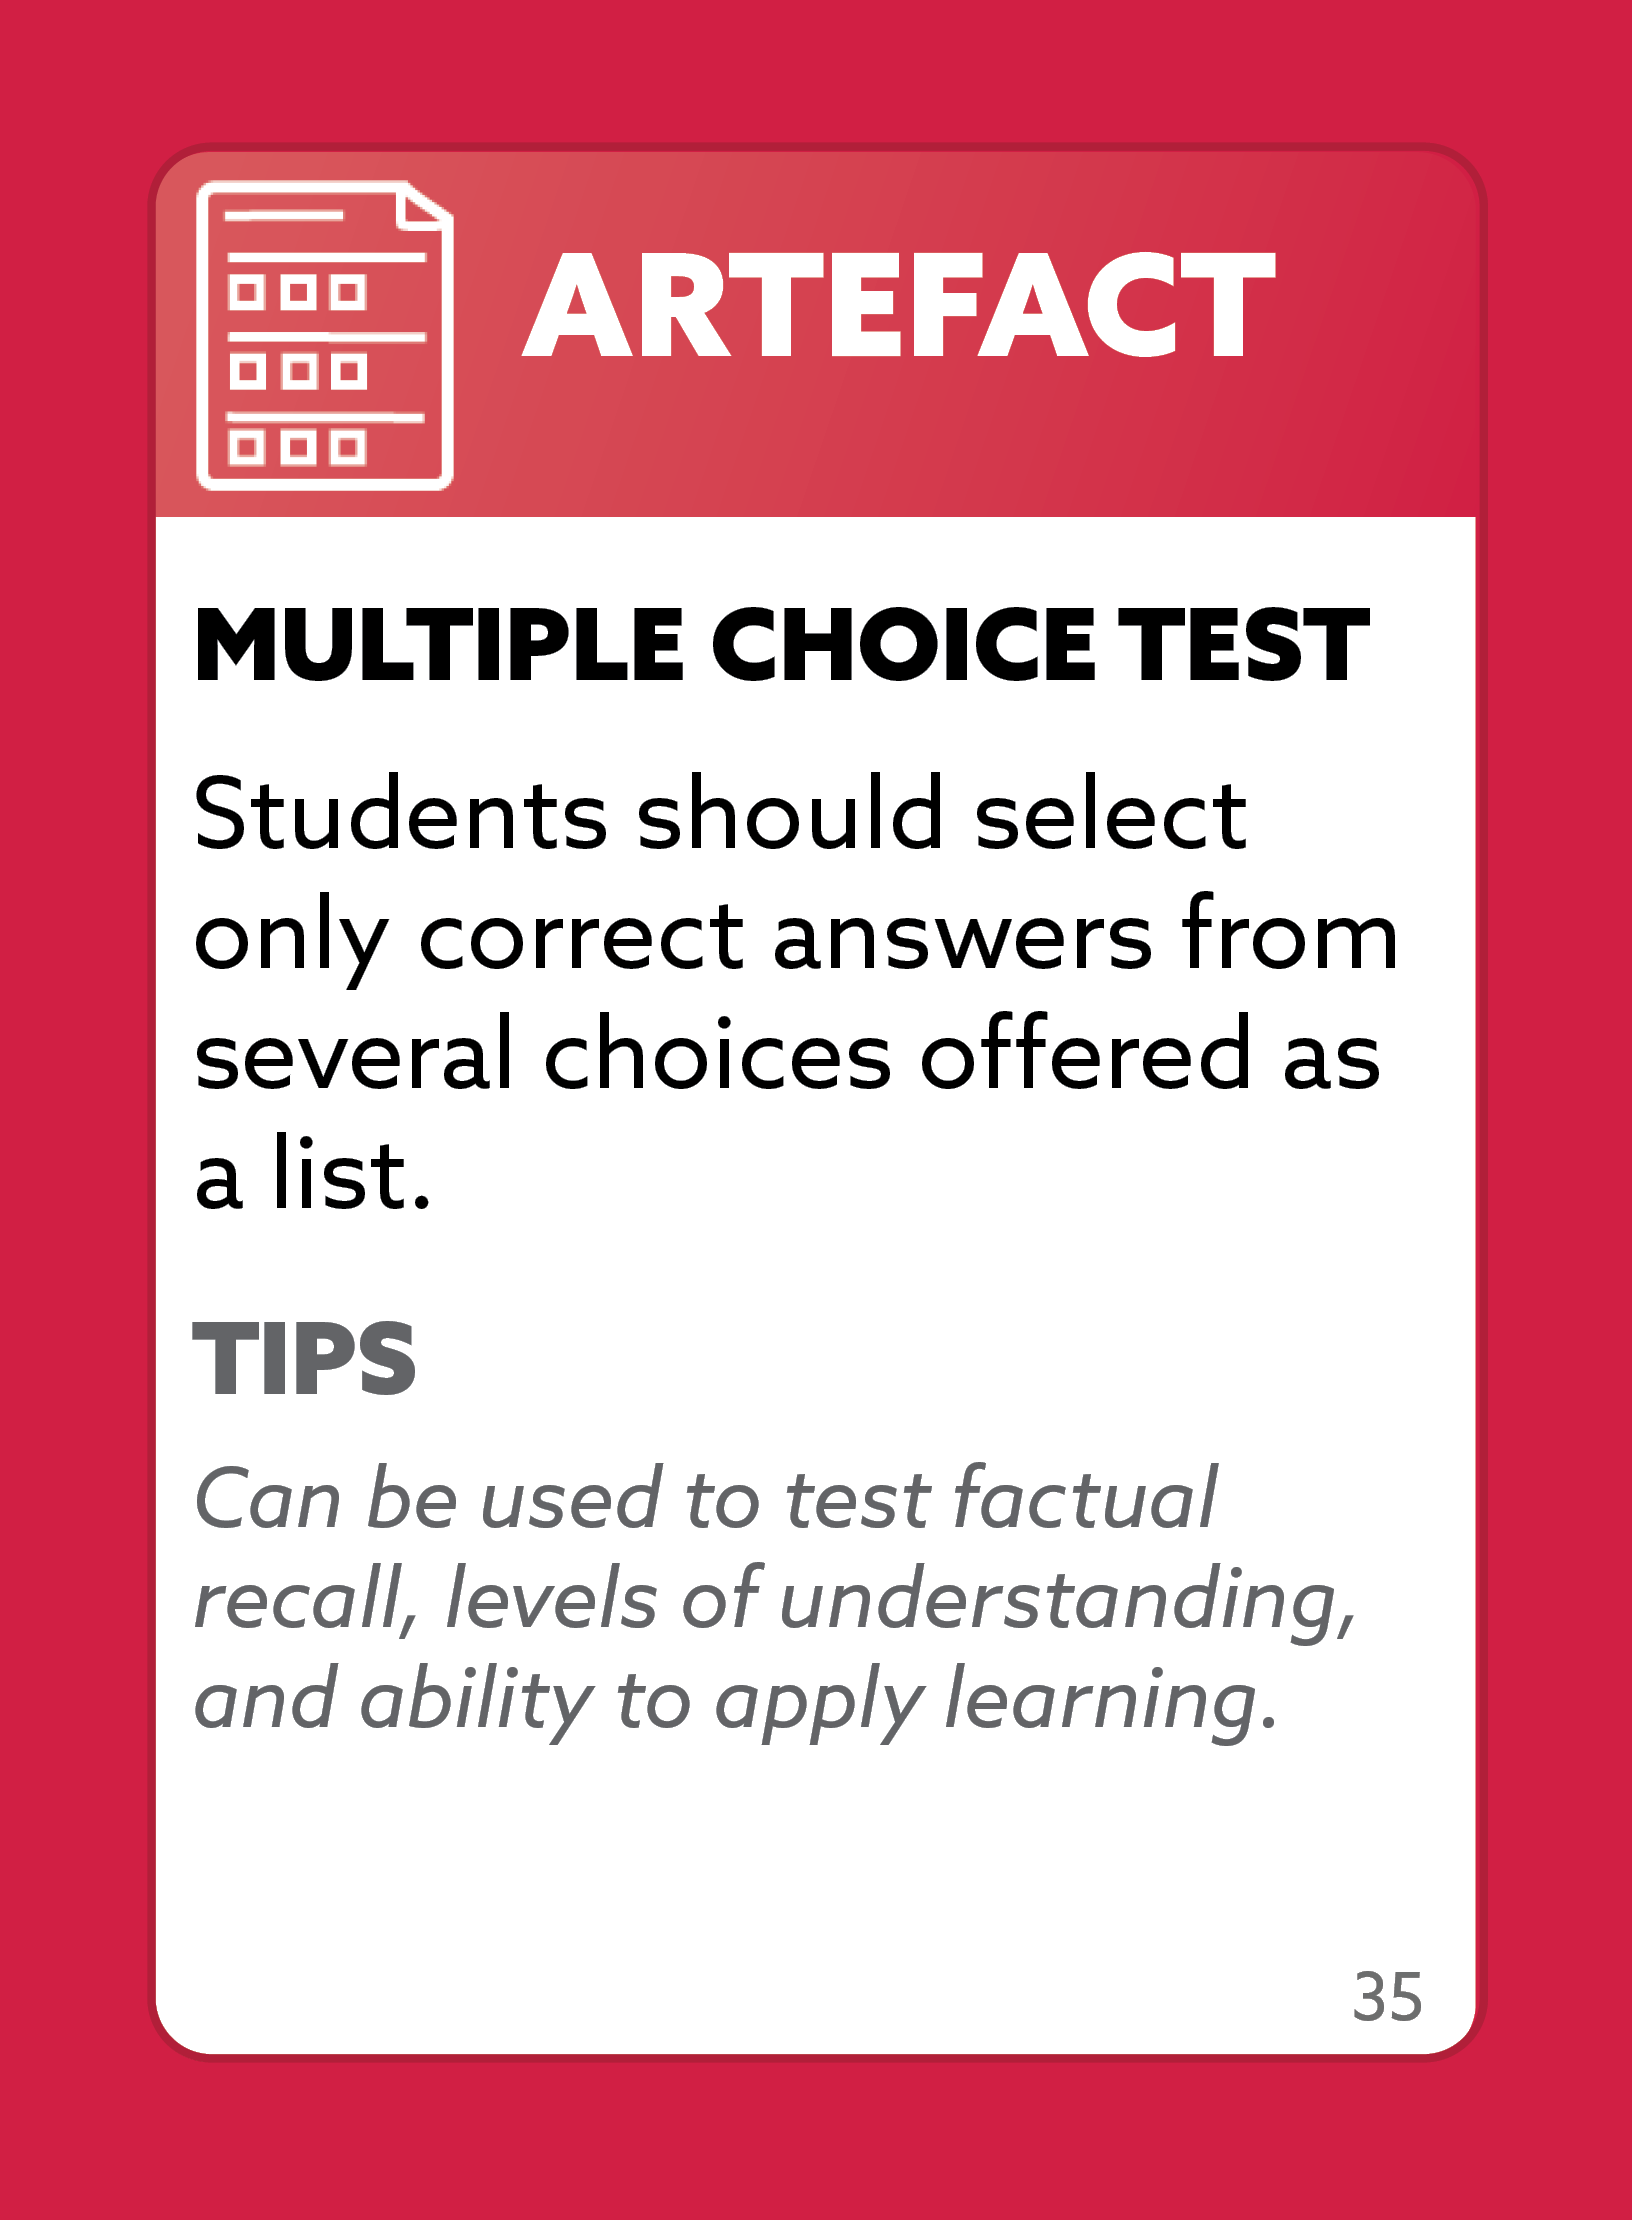 ARTEFACT
MULTIPLE CHOICE TEST
Students should select
only correct answers from
several choices offered as
a list.
TIPS
Can be used to test factual
recall, levels of understanding,
and ability to apply learning.
35